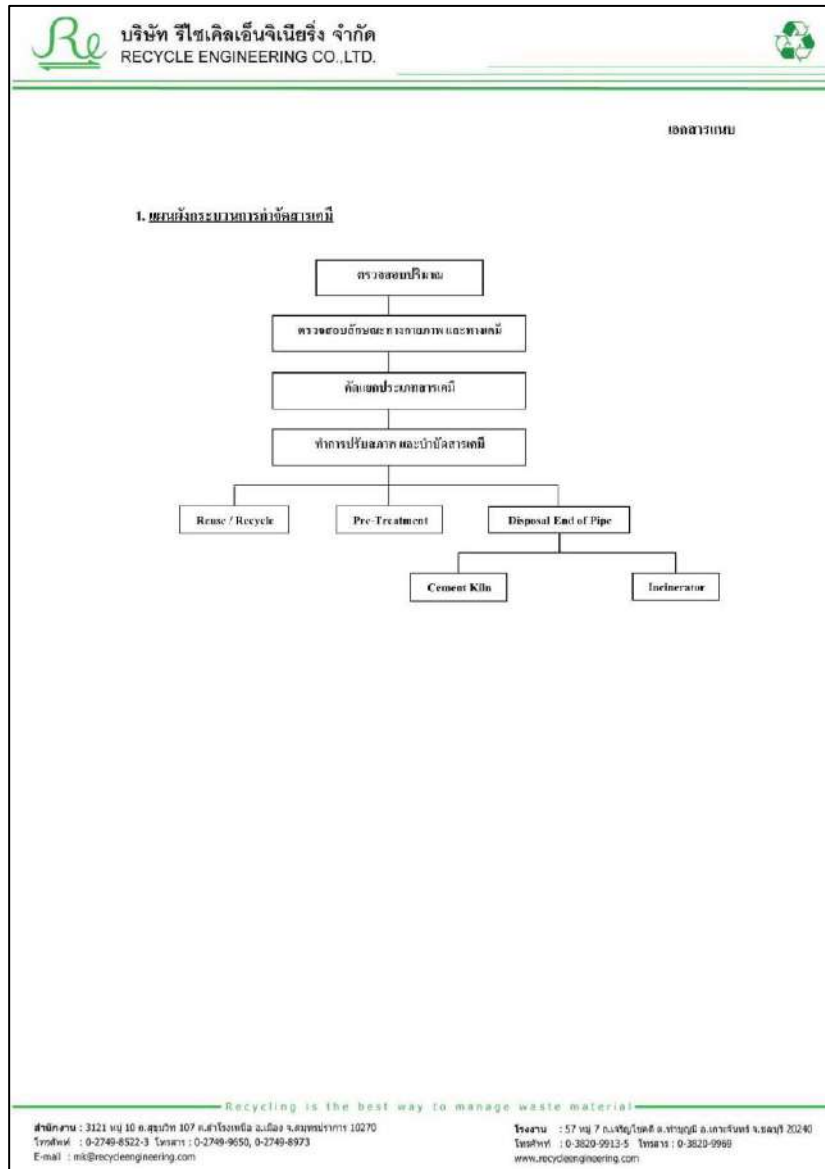 Re
บริษัท รีไซเคิลเอ็นจิเนียริ่ง จำกัด
RECYCLE ENGINEERING CO.,LTD.
เอกสารแนบ
1. แผนผังกระบวนการกำจัดสารเคมี
ตรวจสอบปริมาณ
ตรวจสอบลักษณะทางกายภาพ และทางเคมี
คัดแยกประเภทสารเคมี
ทำการปรับสภาพ และบำบัดสารเคมี
Reuse / Recycle
Pre-Treatment
Disposal End of Pipe
Cement Kiln
Incinerator
Recycling is the best way to manage waste material
สำนักงาน : 3121 หมู่ 10 ถ.สุขุมวิท 107 ต.สำโรงเหนือ อ.เมือง จ.สมุทรปราการ 10270
โทรศัพท์ : 0-2749-8522-3 โทรสาร : 0-2749-9650, 0-2749-8973
E-mail : mk@recycleengineering.com
โรงงาน : 57 หมู่ 7 ถ.เจริญโชคดี ต.ท่าบุญมี อ.เกาะจันทร์ จ.ชลบุรี 20240
โทรศัพท์ : 0-3820-9913-5 โทรสาร : 0-3820-9969
www.recycleengineering.com